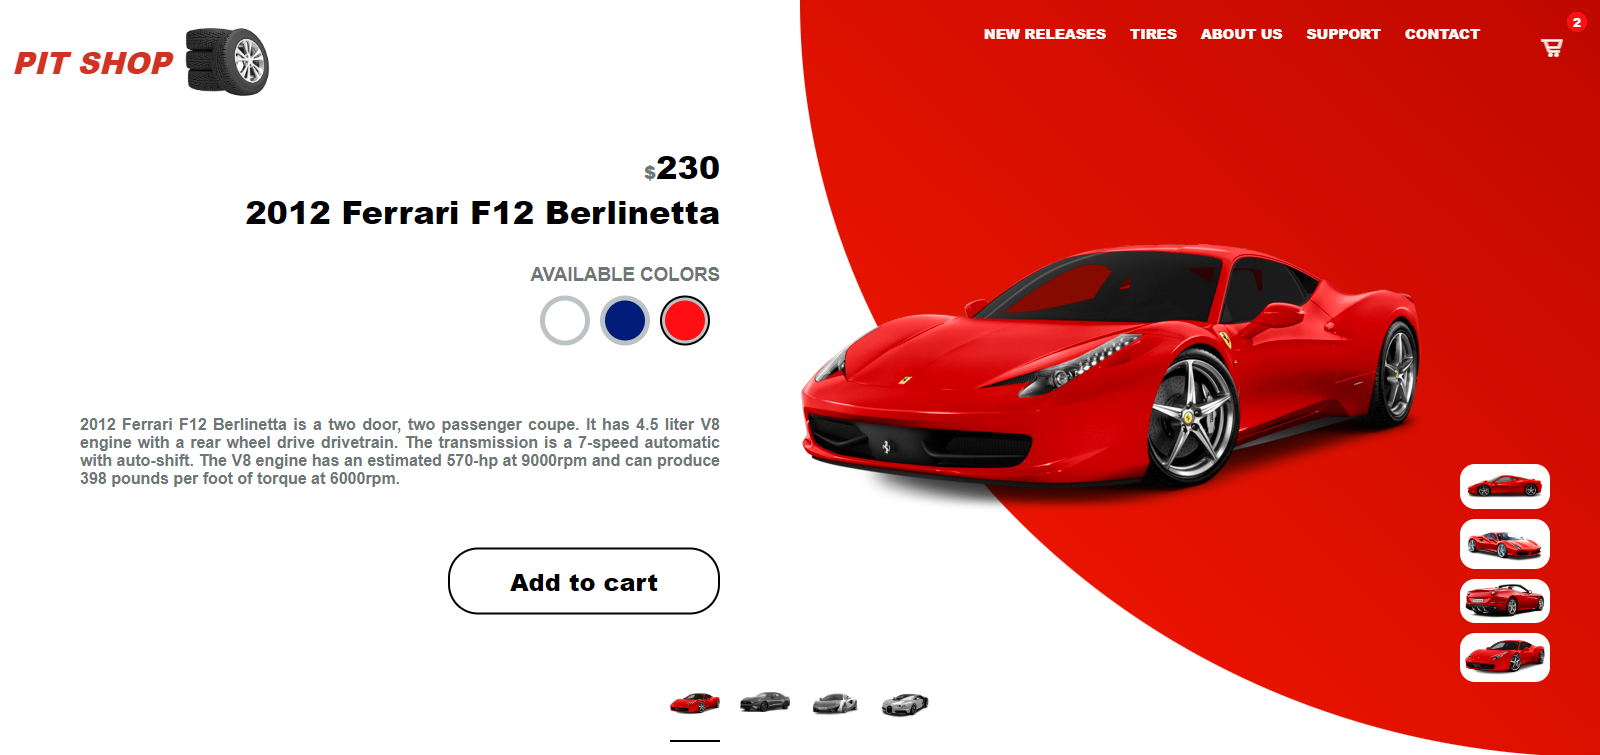 PIT SHOP
NEW RELEASES TIRES ABOUT US SUPPORT CONTACT
2
$230
2012 Ferrari F12 Berlinetta
AVAILABLE COLORS
2012 Ferrari F12 Berlinetta is a two door, two passenger coupe. It has 4.5 liter V8
engine with a rear wheel drive drivetrain. The transmission is a 7-speed automatic
with auto-shift. The V8 engine has an estimated 570-hp at 9000rpm and can produce
398 pounds per foot of torque at 6000rpm.
Add to cart